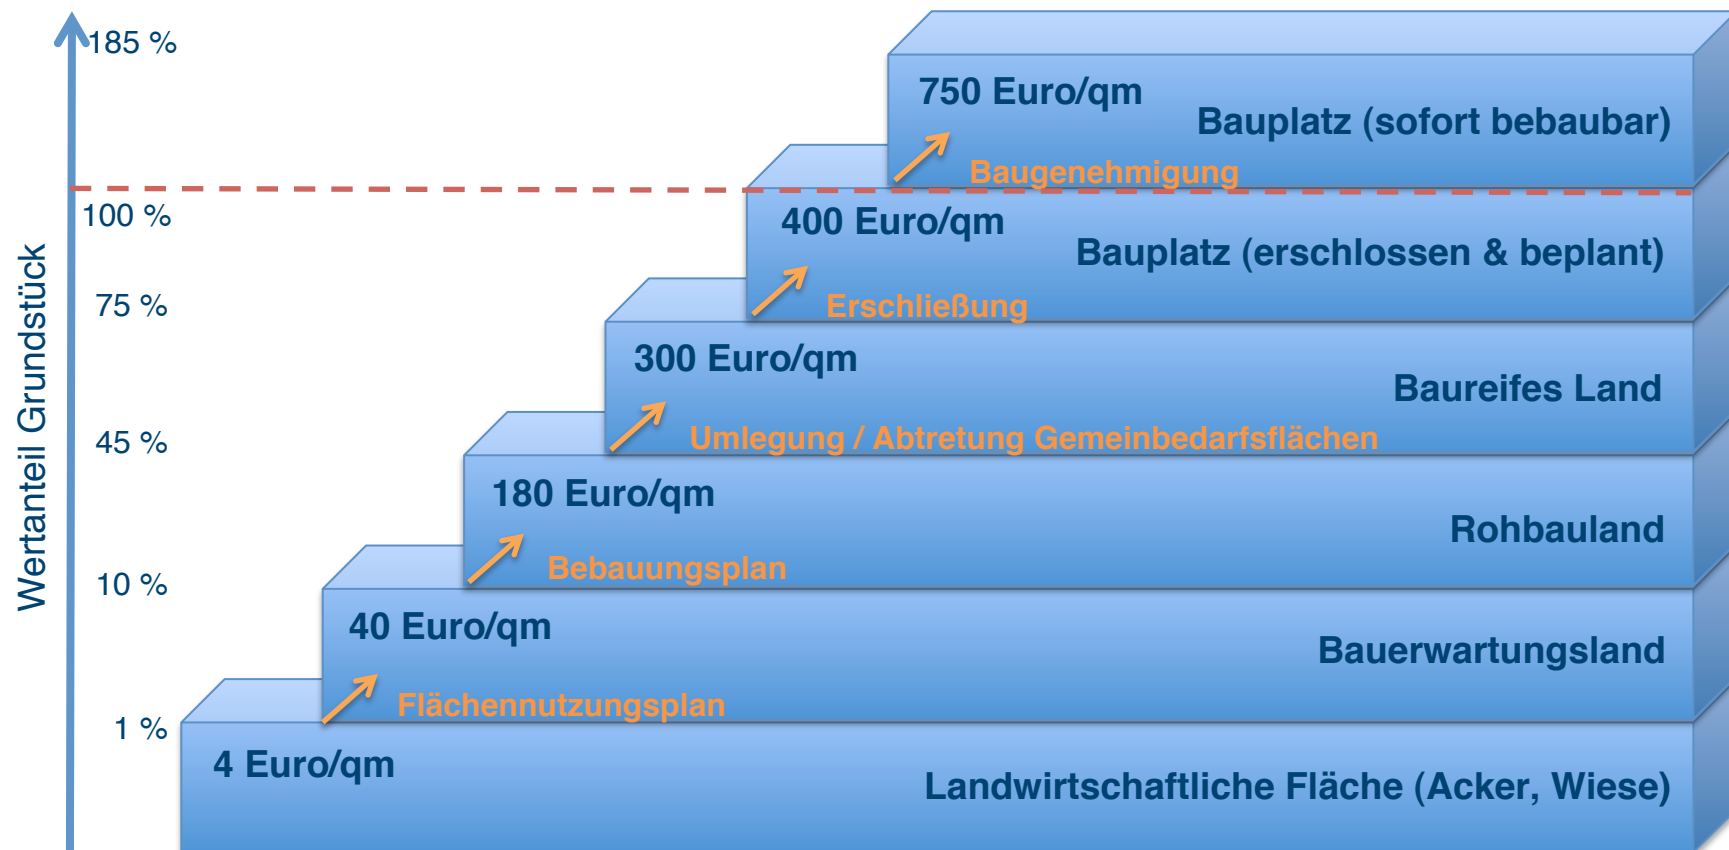 185 %
750 Euro/qm
Bauplatz (sofort bebaubar)
Baugenehmigung
100 %
400 Euro/qm
Bauplatz (erschlossen & beplant)
75 %
Erschließung
300 Euro/qm
Baureifes Land
45 %
Umlegung / Abtretung Gemeinbedarfsflächen
180 Euro/qm
Rohbauland
10 %
Bebauungsplan
40 Euro/qm
Bauerwartungsland
1 %
Flächennutzungsplan
4 Euro/qm
Landwirtschaftliche Fläche (Acker, Wiese)
Wertanteil Grundstück